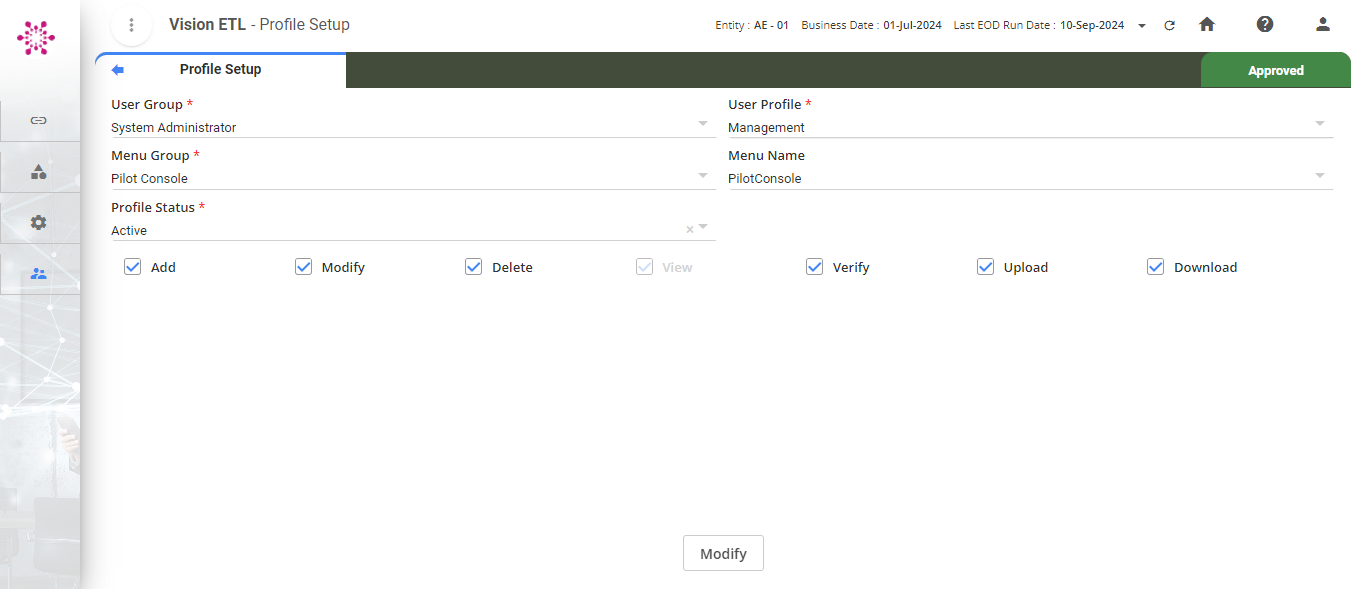 Vision ETL - Profile Setup
Entity : AE - 01 Business Date : 01-Jul-2024 Last EOD Run Date : 10-Sep-2024
Profile Setup
Approved
User Group *
System Administrator
User Profile *
Management
Menu Group *
Pilot Console
Menu Name
PilotConsole
Profile Status *
Active
Add Modify Delete View Verify Upload Download
Modify